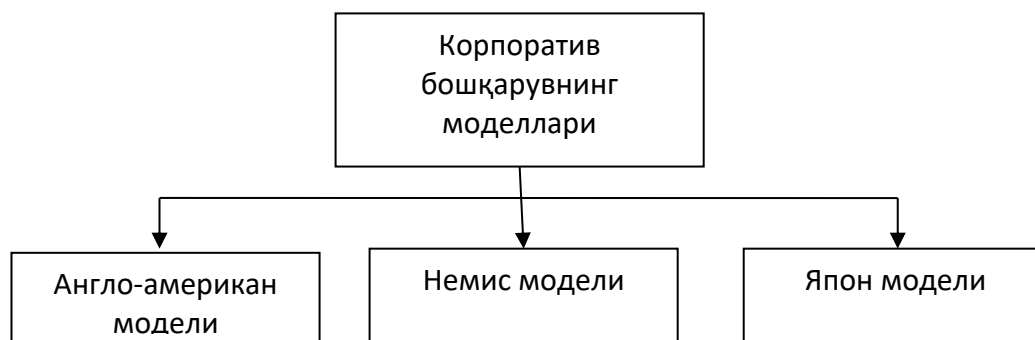 Корпоратив
бошқарувнинг
моделлари
Англо-американ
модели
Немис модели
Япон модели